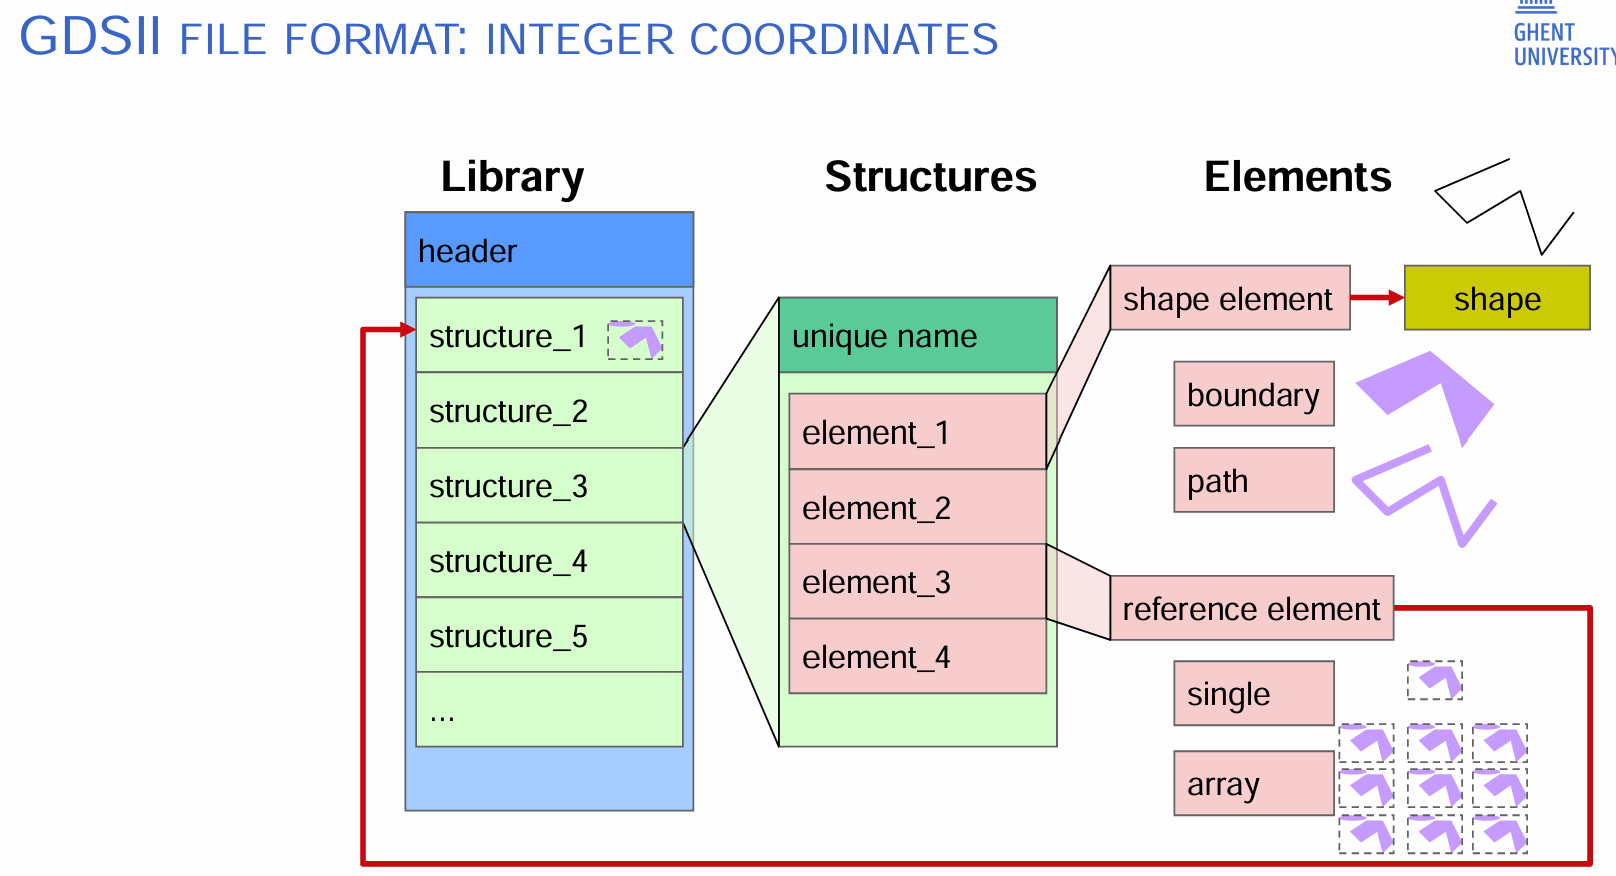 GDSII FILE FORMAT: INTEGER COORDINATES
GHENT
UNIVERSITY
Library
Structures
Elements
header
structure_1
structure_2
structure_3
structure_4
structure_5
...
unique name
element_1
element_2
element_3
element_4
shape element
shape
boundary
path
reference element
single
array